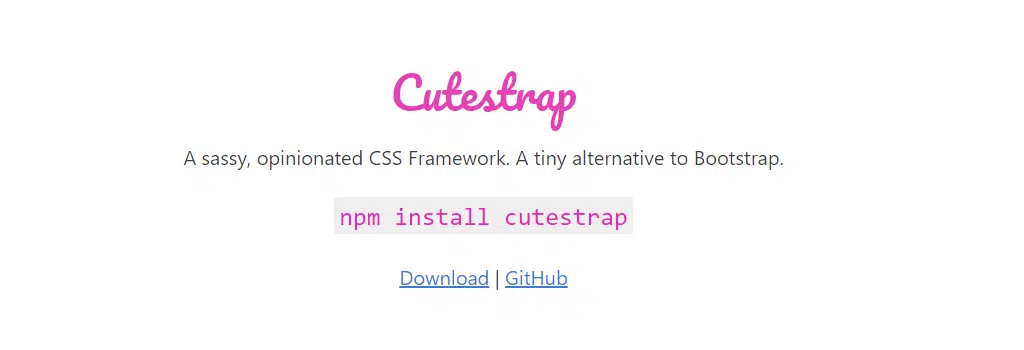 Cutestrap
A sassy, opinionated CSS Framework. A tiny alternative to Bootstrap.
npm install cutestrap
Download | GitHub